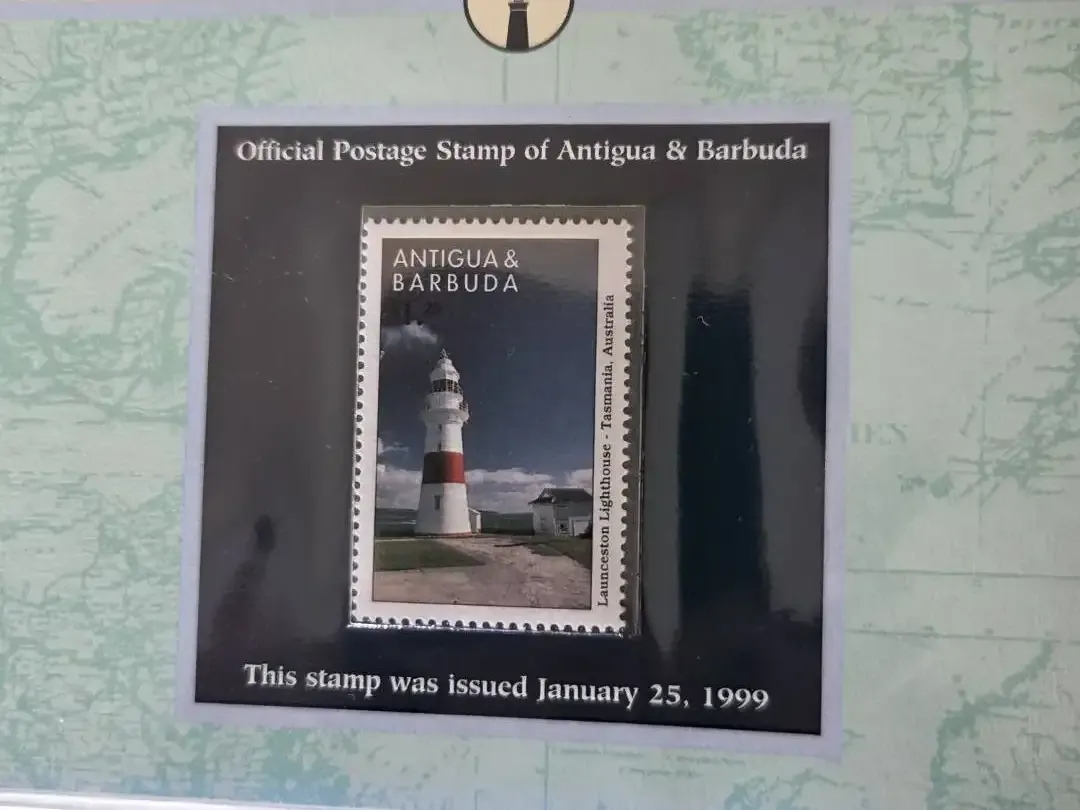 Official Postage Stamp of Antigua & Barbuda
ANTIGUA &
BARBUDA
Launceston Lighthouse - Tasmania, Australia
This stamp was issued January 25, 1999